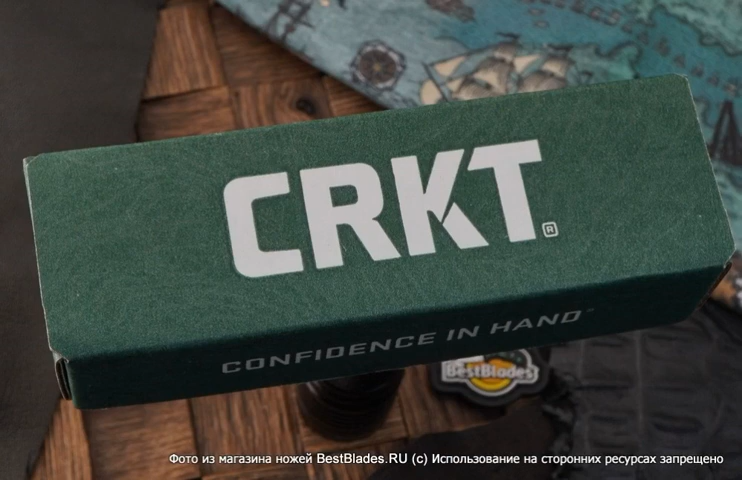 CRKT®
CONFIDENCE IN HAND™
BestBlades
Фото из магазина ножей BestBlades.RU (с) Использование на сторонних ресурсах запрещено